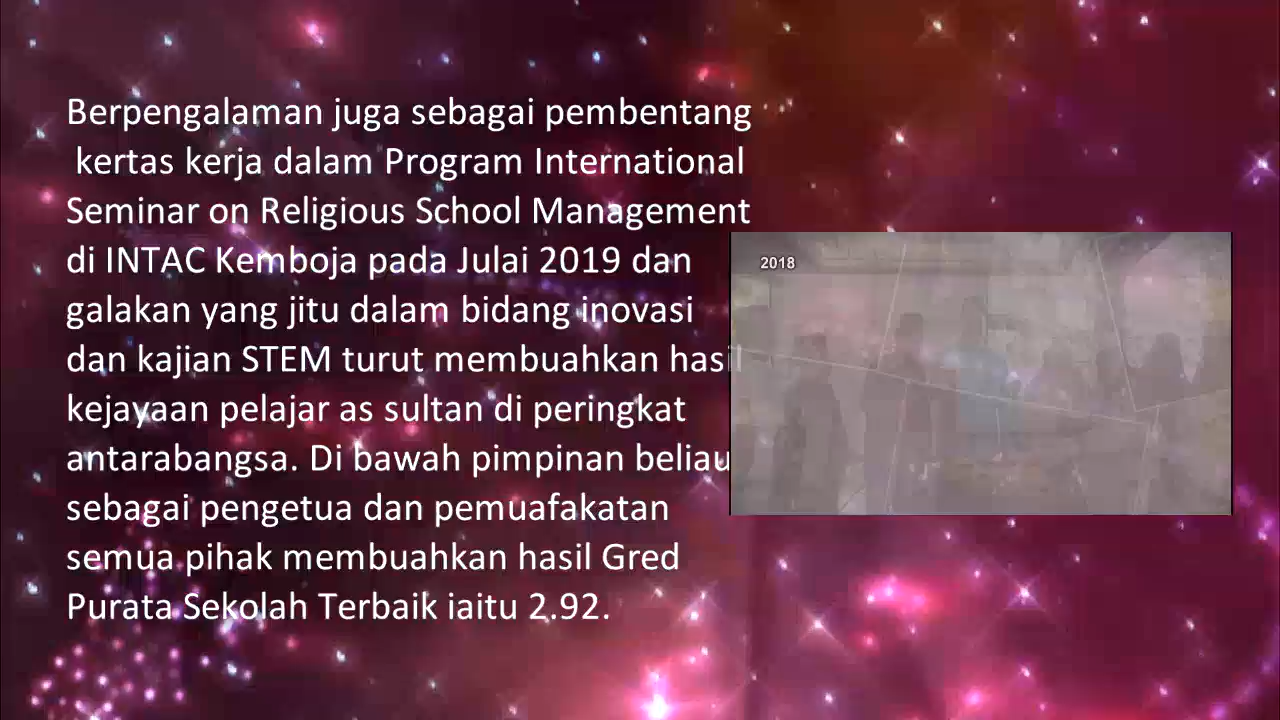 Berpengalaman juga sebagai pembentang
kertas kerja dalam Program International
Seminar on Religious School Management
di INTAC Kemboja pada Julai 2019 dan
galakan yang jitu dalam bidang inovasi
dan kajian STEM turut membuahkan hasil
kejayaan pelajar as sultan di peringkat
antarabangsa. Di bawah pimpinan beliau
sebagai pengetua dan pemuafakatan
semua pihak membuahkan hasil Gred
Purata Sekolah Terbaik iaitu 2.92.
2018